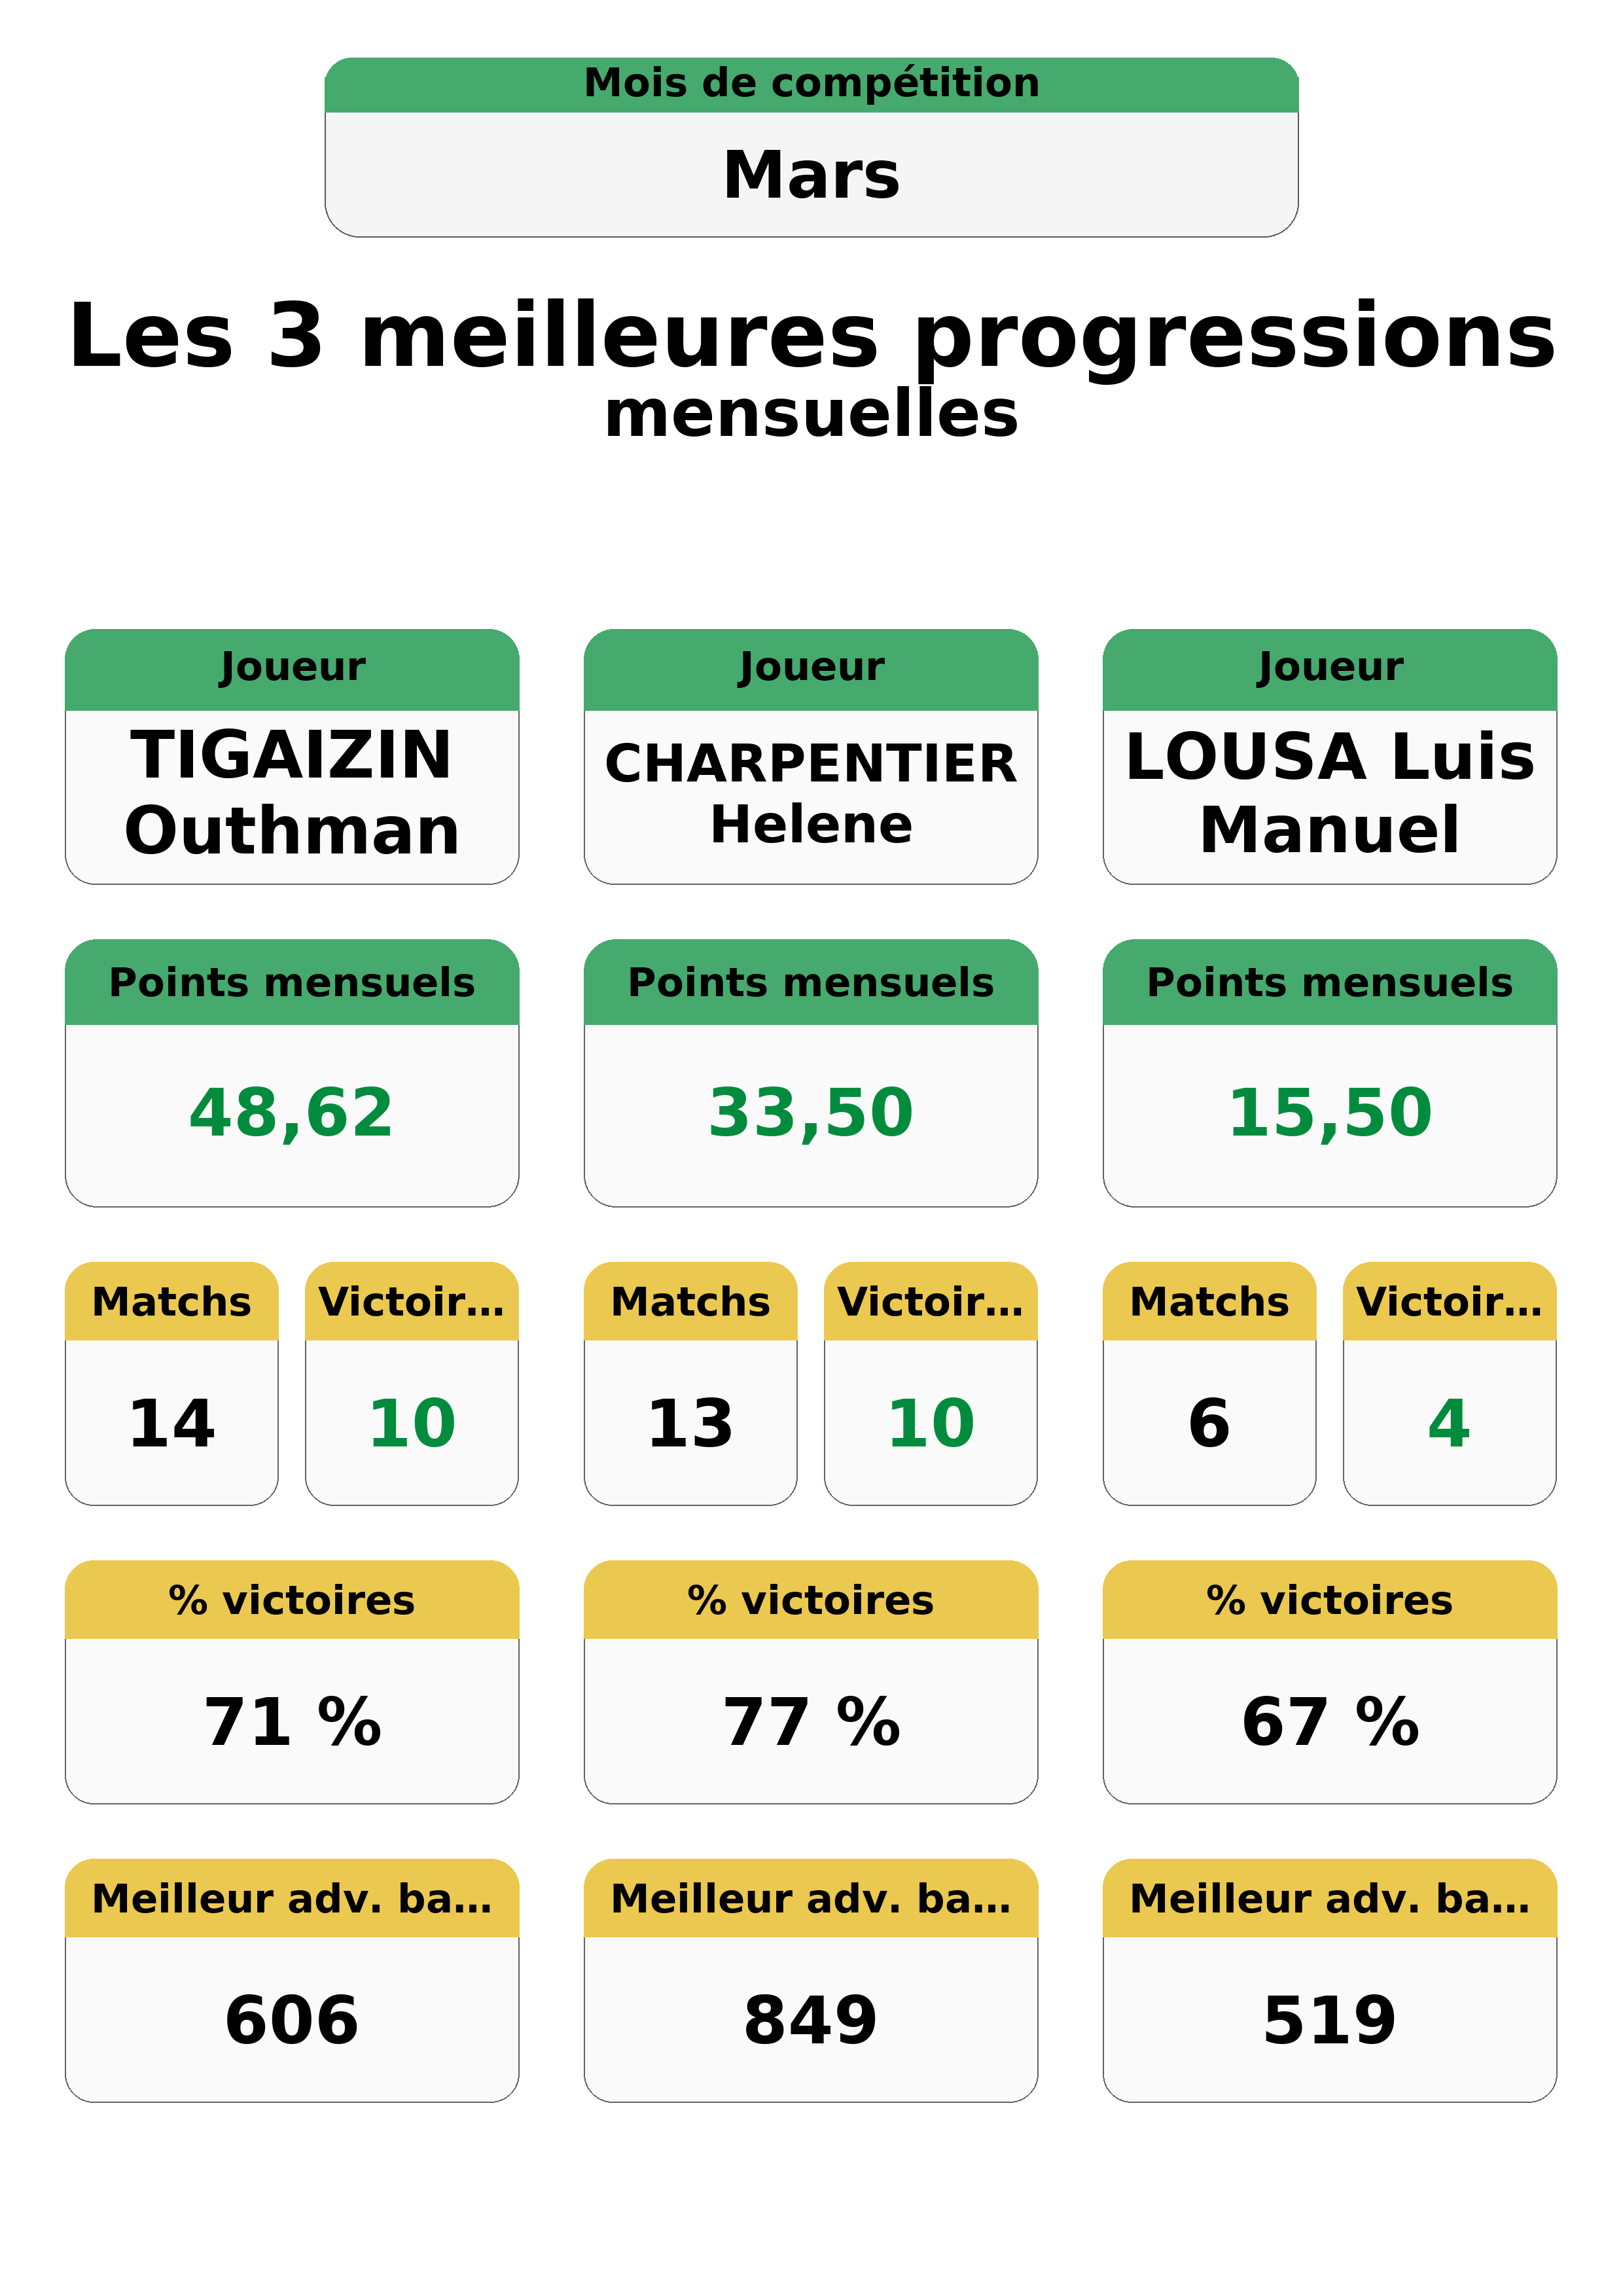 Mois de compétition
Mars
Les 3 meilleures progressions
mensuelles
Joueur
Joueur
Joueur
TIGAIZIN
Outhman
CHARPENTIER
Helene
LOUSA Luis
Manuel
Points mensuels
Points mensuels
Points mensuels
48,62
33,50
15,50
Matchs
Victoir...
Matchs
Victoir...
Matchs
Victoir...
14
10
13
10
6
4
% victoires
% victoires
% victoires
71 %
77 %
67 %
Meilleur adv. ba...
Meilleur adv. ba...
Meilleur adv. ba...
606
849
519